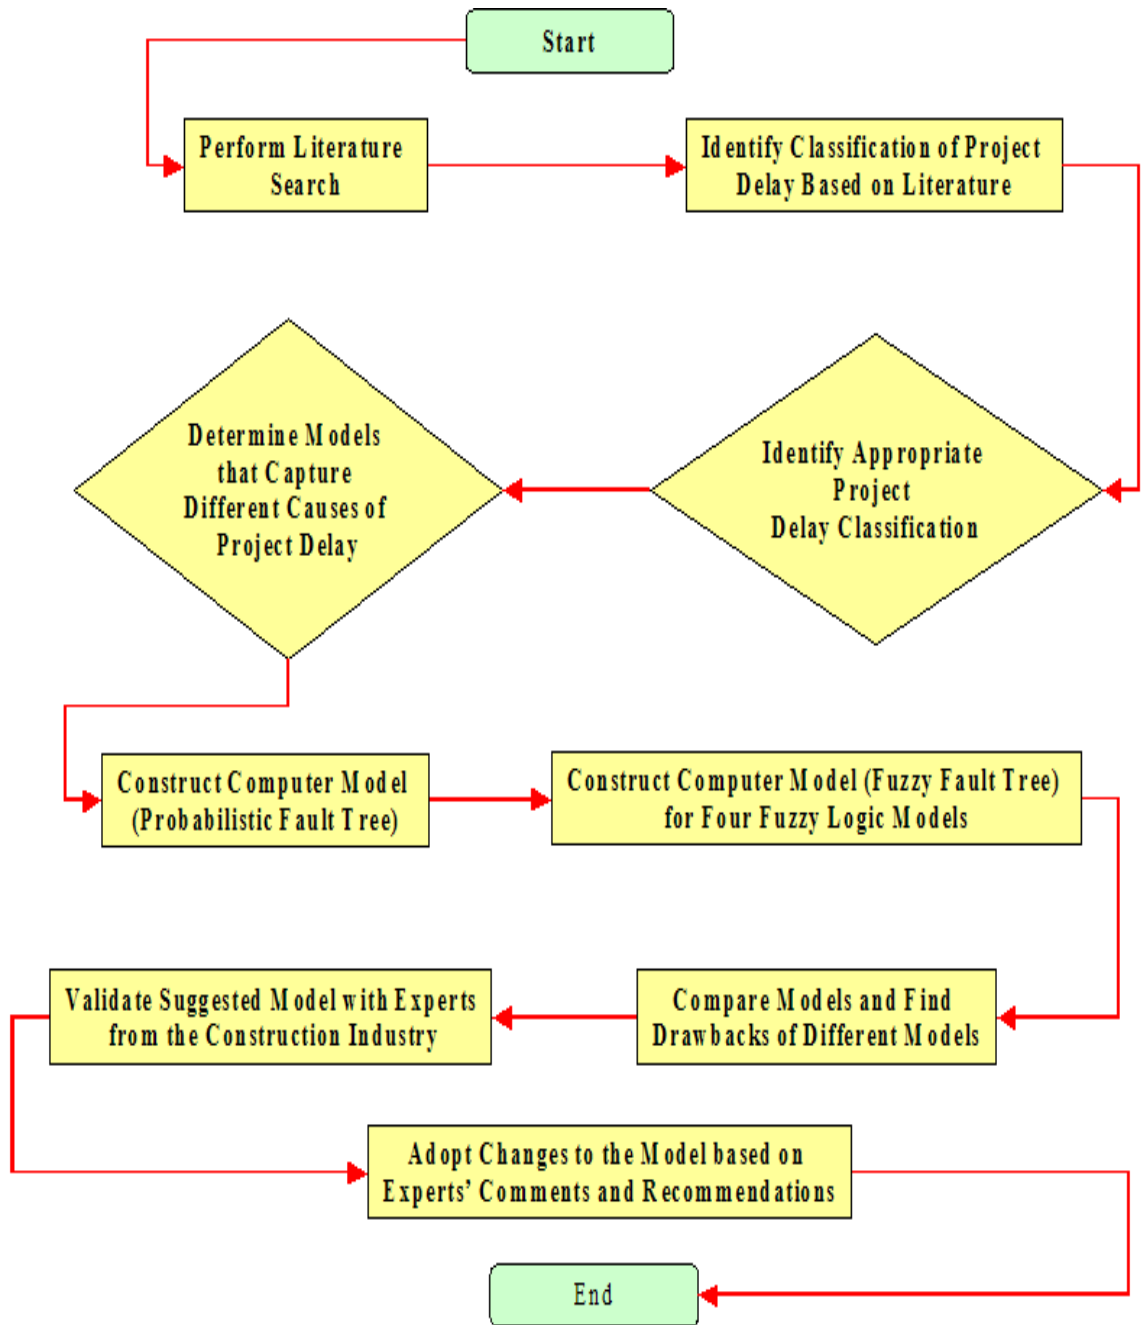 Start
Perform Literature
Search
Identify Classification of Project
Delay Based on Literature
Determine Models
that Capture
Different Causes of
Project Delay
Identify Appropriate
Project
Delay Classification
Construct Computer Model
(Probabilistic Fault Tree)
Construct Computer Model (Fuzzy Fault Tree)
for Four Fuzzy Logic Models
Validate Suggested Model with Experts
from the Construction Industry
Compare Models and Find
Drawbacks of Different Models
Adopt Changes to the Model based on
Experts’ Comments and Recommendations
End